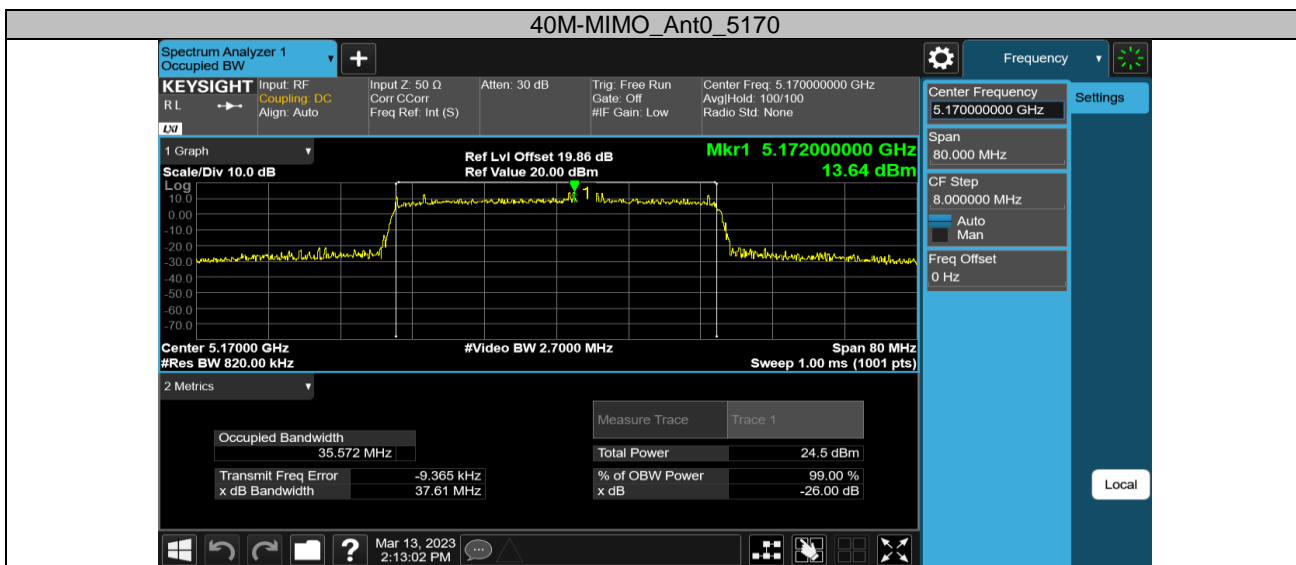 40M-MIMO_Ant0_5170
Spectrum Analyzer 1
Occupied BW
Frequency
KEYSIGHT
R L
LXI
Input: RF
Coupling: DC
Align: Auto
Input Z: 50 Ω
Corr CCorr
Freq Ref: Int (S)
Atten: 30 dB
Trig: Free Run
Gate: Off
#IF Gain: Low
Center Freq: 5.170000000 GHz
Avg|Hold: 100/100
Radio Std: None
Center Frequency
5.170000000 GHz
Settings
Span
80.000 MHz
CF Step
8.000000 MHz
Auto
Man
Freq Offset
0 Hz
Local
1 Graph
Scale/Div 10.0 dB
Ref Lvl Offset 19.86 dB
Ref Value 20.00 dBm
Mkr1 5.172000000 GHz
13.64 dBm
Log
10.0
0.00
-10.0
-20.0
-30.0
-40.0
-50.0
-60.0
-70.0
1
Center 5.17000 GHz
#Res BW 820.00 kHz
#Video BW 2.7000 MHz
Span 80 MHz
Sweep 1.00 ms (1001 pts)
2 Metrics
Measure Trace Trace 1
Occupied Bandwidth
35.572 MHz
Total Power 24.5 dBm
Transmit Freq Error -9.365 kHz
% of OBW Power 99.00 %
x dB Bandwidth 37.61 MHz
x dB -26.00 dB
?
Mar 13, 2023
2:13:02 PM